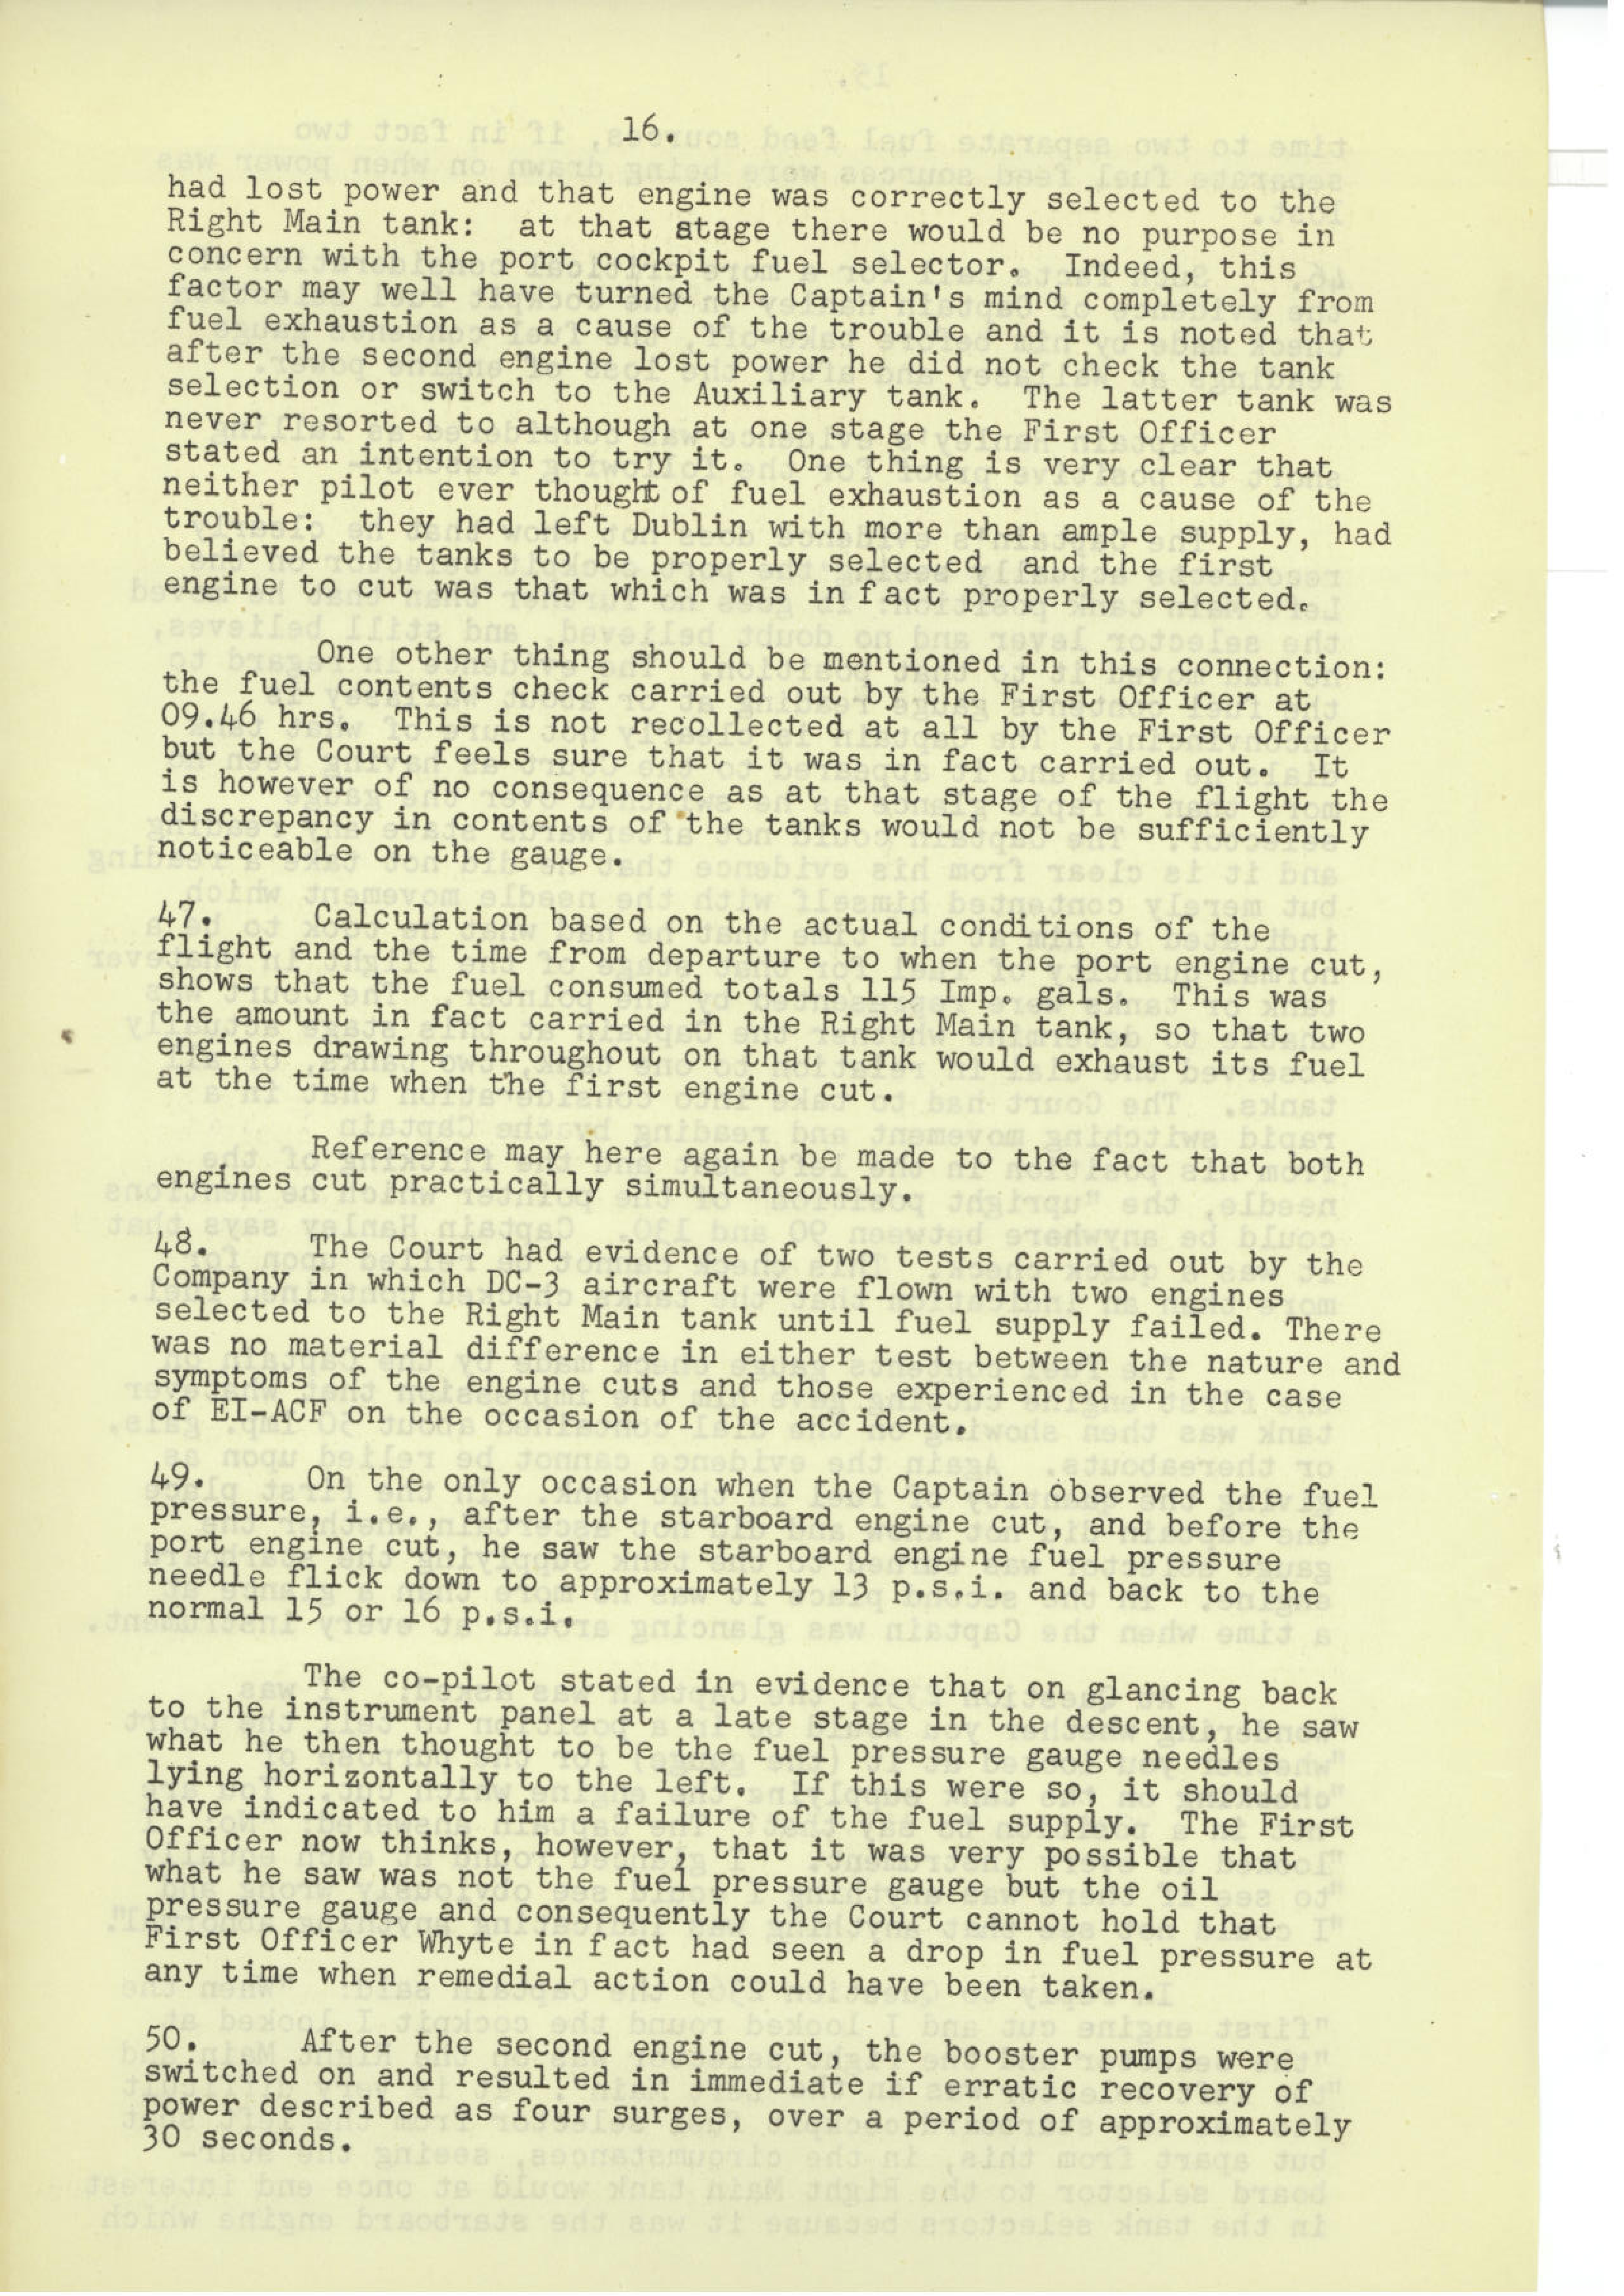 16.
had lost power and that engine was correctly selected to the
Right Main tank: at that stage there would be no purpose in
concern with the port cockpit fuel selector. Indeed, this
factor may well have turned the Captain's mind completely from
fuel exhaustion as a cause of the trouble and it is noted that
after the second engine lost power he did not check the tank
selection or switch to the Auxiliary tank. The latter tank was
never resorted to although at one stage the First Officer
stated an intention to try it. One thing is very clear that
neither pilot ever thought of fuel exhaustion as a cause of the
trouble: they had left Dublin with more than ample supply, had
believed the tanks to be properly selected and the first
engine to cut was that which was in fact properly selected.
One other thing should be mentioned in this connection:
the fuel contents check carried out by the First Officer at
09.46 hrs. This is not recollected at all by the First Officer
but the Court feels sure that it was in fact carried out. It
is however of no consequence as at that stage of the flight the
discrepancy in contents of the tanks would not be sufficiently
noticeable on the gauge.
47. Calculation based on the actual conditions of the
flight and the time from departure to when the port engine cut,
shows that the fuel consumed totals 115 Imp. gals. This was
the amount in fact carried in the Right Main tank, so that two
engines drawing throughout on that tank would exhaust its fuel
at the time when the first engine cut.
Reference may here again be made to the fact that both
engines cut practically simultaneously.
48. The Court had evidence of two tests carried out by the
Company in which DC-3 aircraft were flown with two engines
selected to the Right Main tank until fuel supply failed. There
was no material difference in either test between the nature and
symptoms of the engine cuts and those experienced in the case
of EI-ACF on the occasion of the accident.
49. On the only occasion when the Captain observed the fuel
pressure, i.e., after the starboard engine cut, and before the
port engine cut, he saw the starboard engine fuel pressure
needle flick down to approximately 13 p.s.i. and back to the
normal 15 or 16 p.s.i.
The co-pilot stated in evidence that on glancing back
to the instrument panel at a late stage in the descent, he saw
what he then thought to be the fuel pressure gauge needles
lying horizontally to the left. If this were so, it should
have indicated to him a failure of the fuel supply. The First
Officer now thinks, however, that it was very possible that
what he saw was not the fuel pressure gauge but the oil
pressure gauge and consequently the Court cannot hold that
First Officer Whyte in fact had seen a drop in fuel pressure at
any time when remedial action could have been taken.
50. After the second engine cut, the booster pumps were
switched on and resulted in immediate if erratic recovery of
power described as four surges, over a period of approximately
30 seconds.